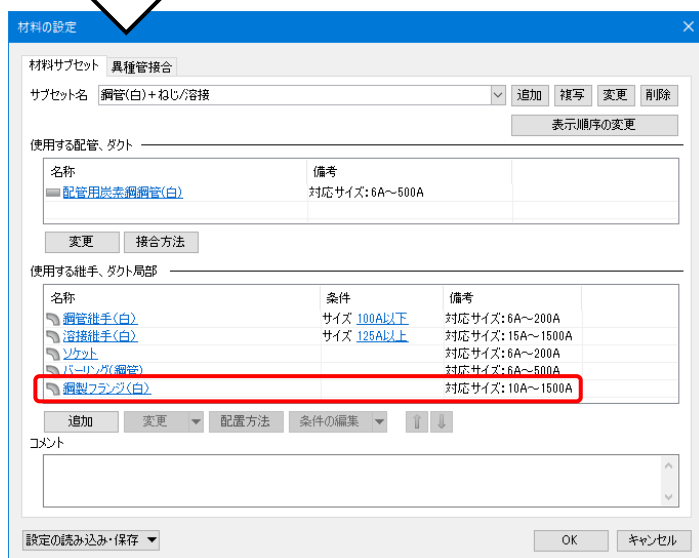 材料の設定
材料サブセット 異種管接合
サブセット名 鋼管(白)+ねじ/溶接 追加 複写 変更 削除
表示順序の変更
使用する配管、ダクト
名称 備考
配管用炭素鋼鋼管(白) 対応サイズ:6A～500A
変更 接合方法
使用する継手、ダクト局部
名称 条件 備考
鋼管継手(白) サイズ 100A以下 対応サイズ:6A～200A
溶接継手(白) サイズ 125A以上 対応サイズ:15A～1500A
ソケット 対応サイズ:6A～200A
バーリング(鋼管) 対応サイズ:6A～500A
鋼製フランジ(白) 対応サイズ:10A～1500A
追加 変更 配置方法 条件の編集
コメント
設定の読み込み・保存 OK キャンセル